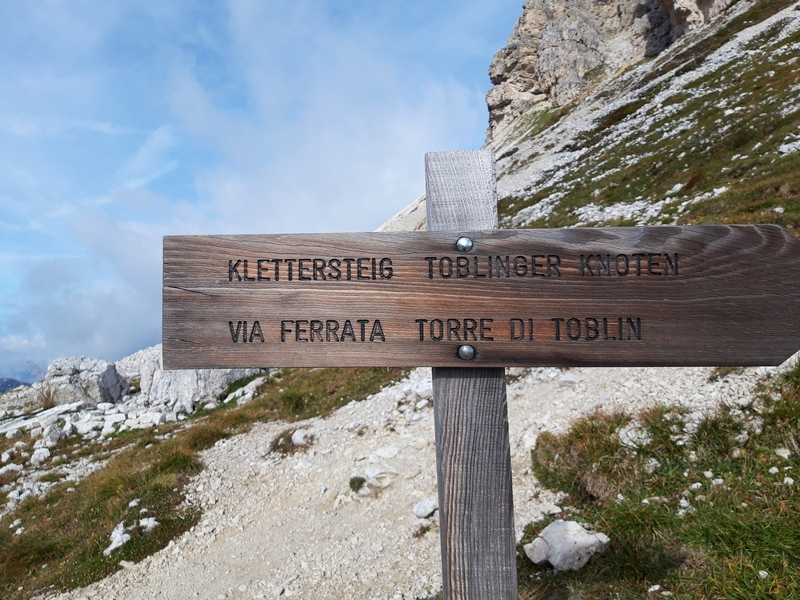 KLETTERSTEIG TOBLINGER KNOTEN
VIA FERRATA TORRE DI TOBLIN